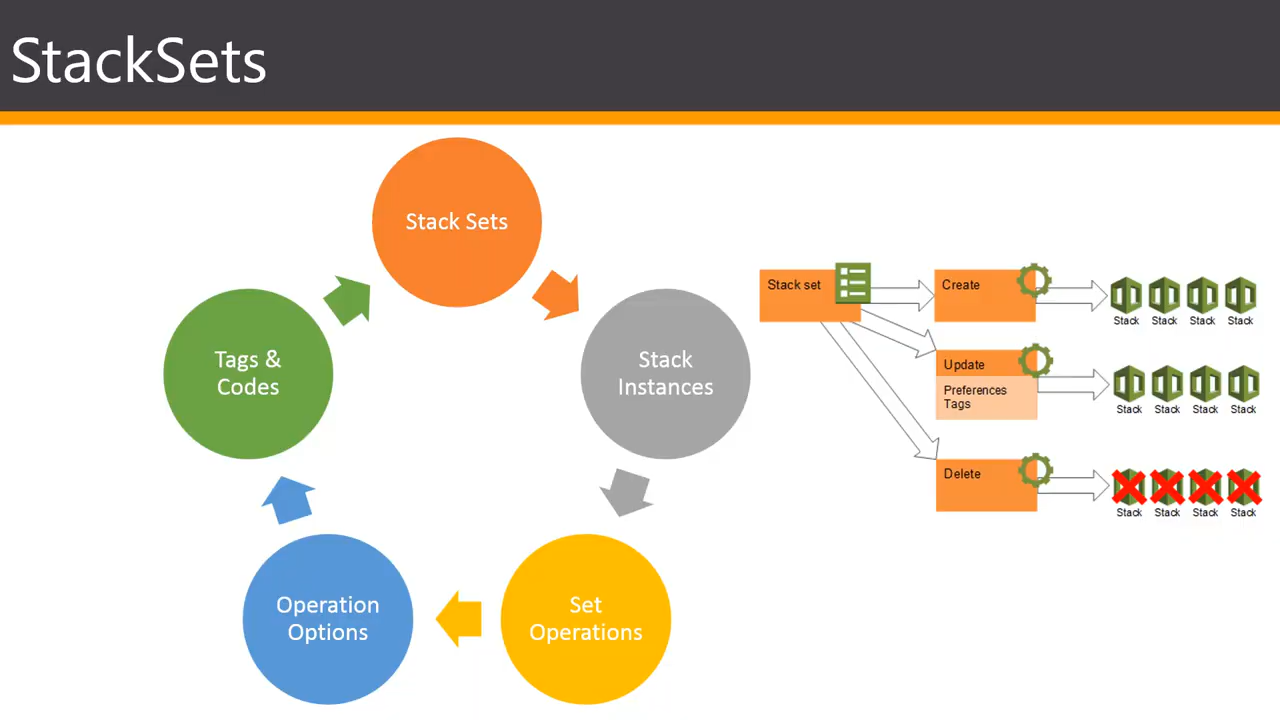 StackSets
Stack Sets
Stack
Instances
Set
Operations
Operation
Options
Tags &
Codes
Stack set
Create
Stack Stack Stack Stack
Update
Preferences
Tags
Stack Stack Stack Stack
Delete
Stack Stack Stack Stack